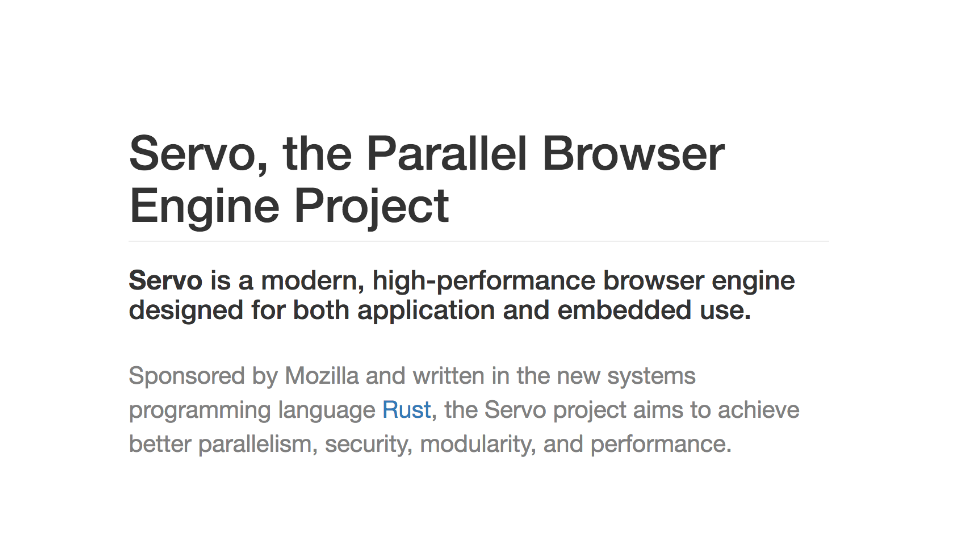 Servo, the Parallel Browser
Engine Project
Servo is a modern, high-performance browser engine
designed for both application and embedded use.
Sponsored by Mozilla and written in the new systems
programming language Rust, the Servo project aims to achieve
better parallelism, security, modularity, and performance.